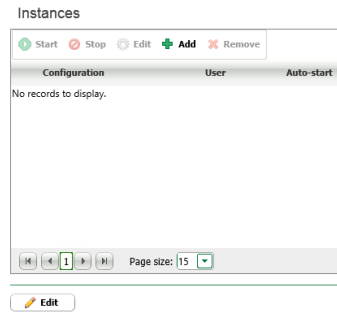 Instances
Start Stop Edit Add Remove
Configuration User Auto-start
No records to display.
1 Page size: 15
Edit